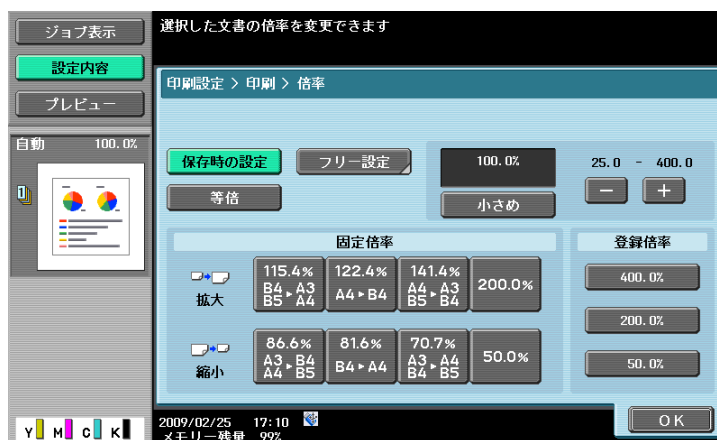 ジョブ表示
設定内容
プレビュー
自動 100.0%
1
Y M C K
選択した文書の倍率を変更できます
印刷設定 > 印刷 > 倍率
保存時の設定
フリー設定
等倍
100.0%
小さめ
25.0 - 400.0
−
+
固定倍率
拡大
115.4%
B4▸A3
B5▸A4
122.4%
A4▸B4
141.4%
A4▸A3
B5▸B4
200.0%
縮小
86.6%
A3▸B4
A4▸B5
81.6%
B4▸A4
70.7%
A3▸A4
B4▸B5
50.0%
登録倍率
400.0%
200.0%
50.0%
2009/02/25 17:10
メモリー残量 99%
OK